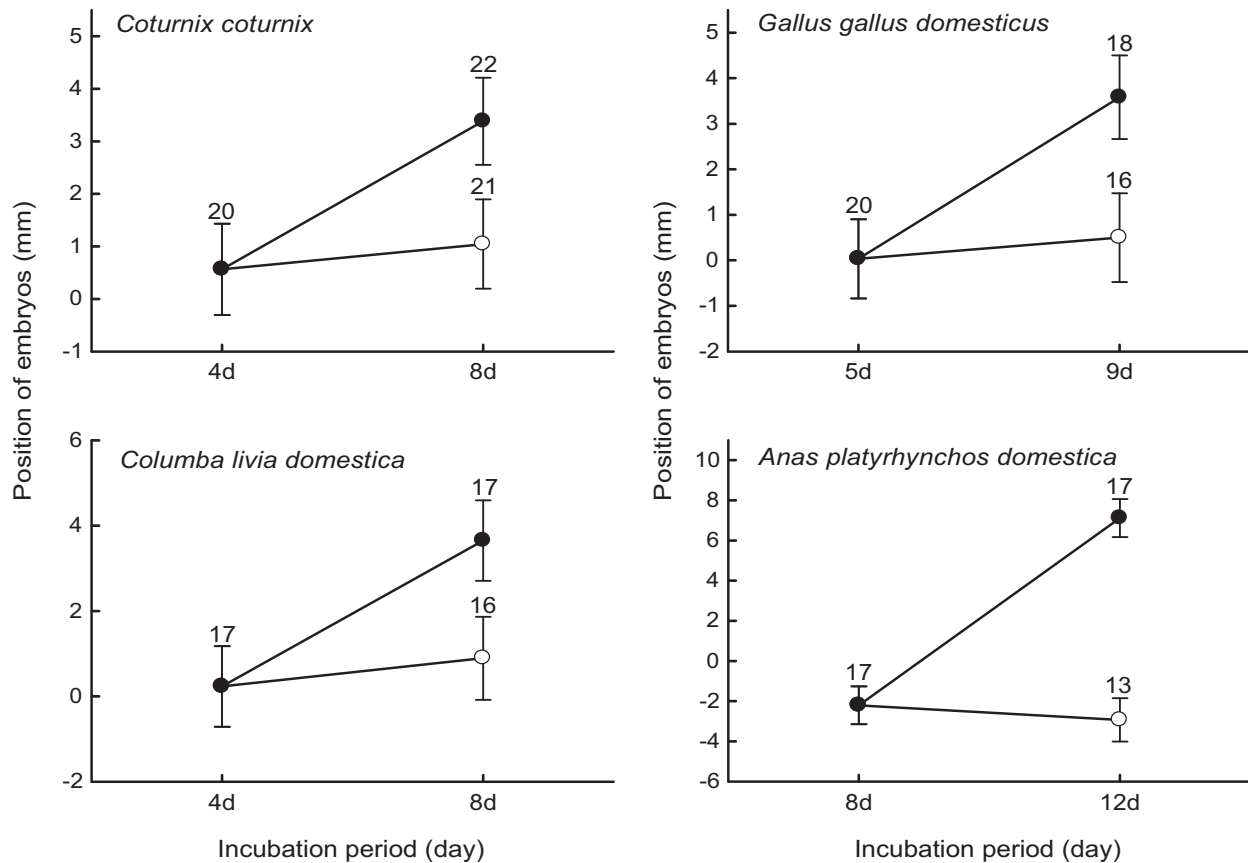 Coturnix coturnix
5
4
3
2
1
0
-1
20
22
21
4d
8d
Position of embryos (mm)
Gallus gallus domesticus
5
4
3
2
1
0
-1
-2
20
18
16
5d
9d
Position of embryos (mm)
Columba livia domestica
6
4
2
0
-2
17
17
16
4d
8d
Incubation period (day)
Anas platyrhynchos domestica
10
8
6
4
2
0
-2
-4
-6
17
17
13
8d
12d
Incubation period (day)